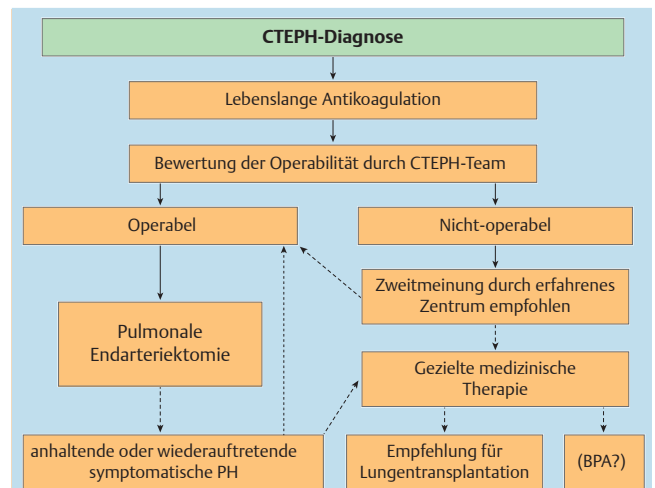 CTEPH-Diagnose
Lebenslange Antikoagulation
Bewertung der Operabilität durch CTEPH-Team
Operabel
Nicht-operabel
Zweitmeinung durch erfahrenes
Zentrum empfohlen
Pulmonale
Endarteriektomie
Gezielte medizinische
Therapie
anhaltende oder wiederauftretende
symptomatische PH
Empfehlung für
Lungentransplantation
(BPA?)